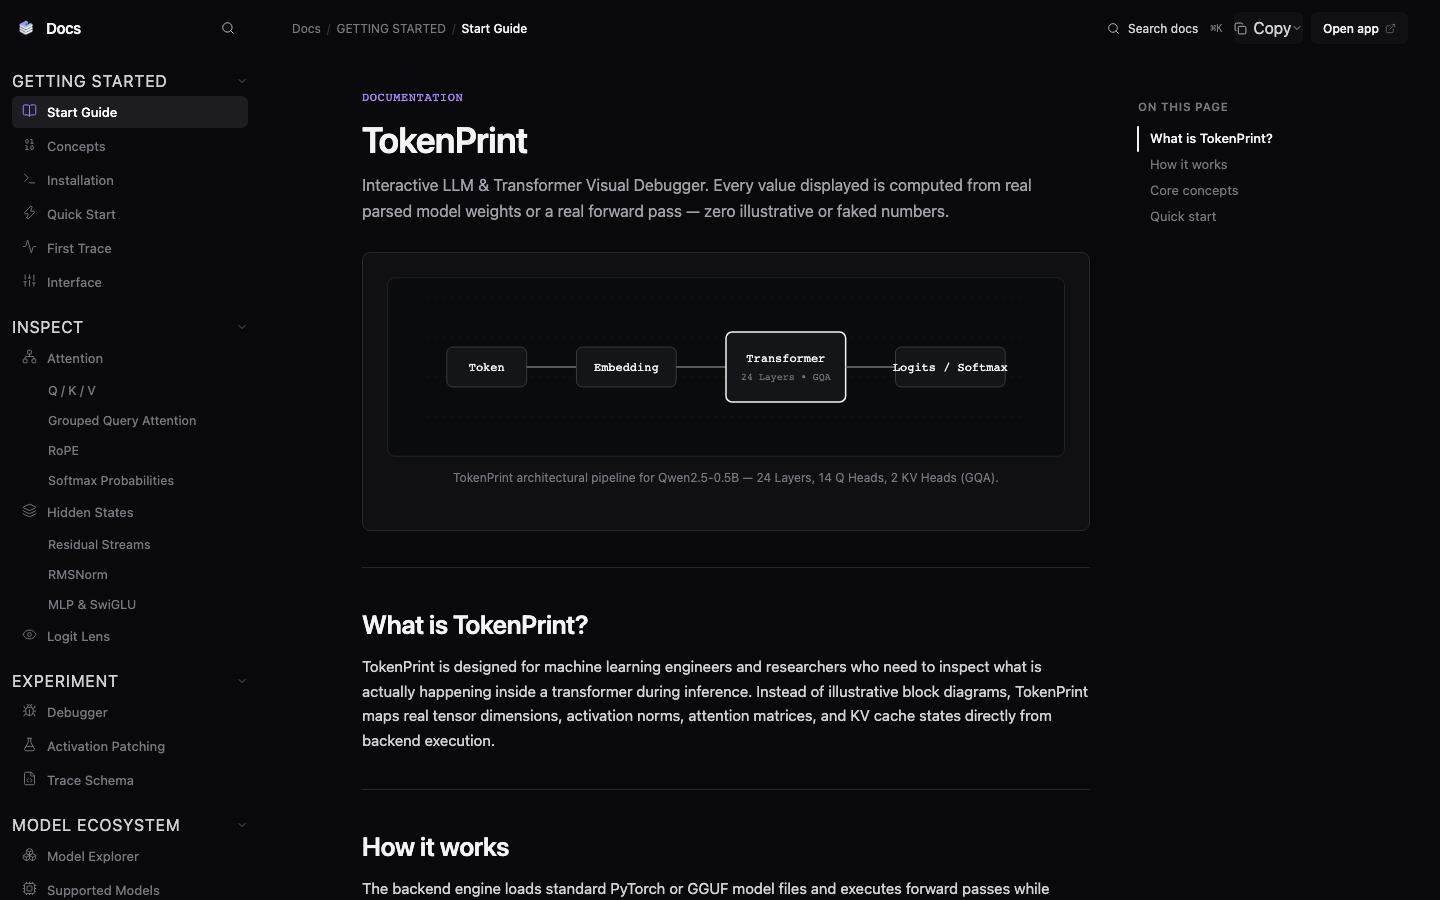 Docs
Docs / GETTING STARTED / Start Guide
Search docs ⌘K
Copy
Open app
GETTING STARTED
Start Guide
Concepts
Installation
Quick Start
First Trace
Interface
INSPECT
Attention
Q / K / V
Grouped Query Attention
RoPE
Softmax Probabilities
Hidden States
Residual Streams
RMSNorm
MLP & SwiGLU
Logit Lens
EXPERIMENT
Debugger
Activation Patching
Trace Schema
MODEL ECOSYSTEM
Model Explorer
Supported Models
DOCUMENTATION
TokenPrint
Interactive LLM & Transformer Visual Debugger. Every value displayed is computed from real
parsed model weights or a real forward pass — zero illustrative or faked numbers.
Token
Embedding
Transformer
24 Layers • GQA
Logits / Softmax
TokenPrint architectural pipeline for Qwen2.5-0.5B — 24 Layers, 14 Q Heads, 2 KV Heads (GQA).
What is TokenPrint?
TokenPrint is designed for machine learning engineers and researchers who need to inspect what is
actually happening inside a transformer during inference. Instead of illustrative block diagrams, TokenPrint
maps real tensor dimensions, activation norms, attention matrices, and KV cache states directly from
backend execution.
How it works
The backend engine loads standard PyTorch or GGUF model files and executes forward passes while
ON THIS PAGE
What is TokenPrint?
How it works
Core concepts
Quick start